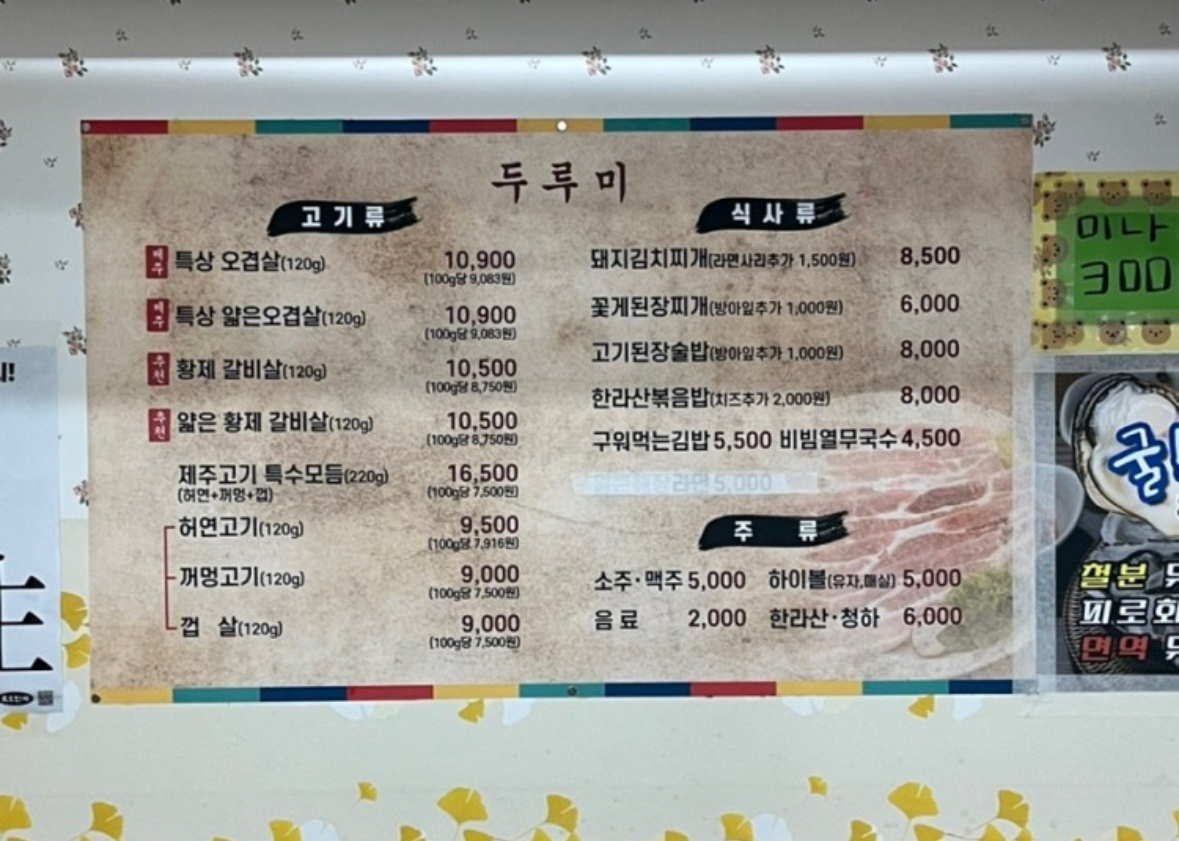 두루미
고기류
제주 특상 오겹살(120g) 10,900
(100g당 9,083원)
제주 특상 얇은오겹살(120g) 10,900
(100g당 9,083원)
추천 황제 갈비살(120g) 10,500
(100g당 8,750원)
추천 얇은 황제 갈비살(120g) 10,500
(100g당 8,750원)
제주고기 특수모듬(220g) 16,500
(허연+꺼멍+껍) (100g당 7,500원)
허연고기(120g) 9,500
(100g당 7,916원)
꺼멍고기(120g) 9,000
(100g당 7,500원)
껍 살(120g) 9,000
(100g당 7,500원)
식사류
돼지김치찌개(라면사리추가 1,500원) 8,500
꽃게된장찌개(방아잎추가 1,000원) 6,000
고기된장술밥(방아잎추가 1,000원) 8,000
한라산볶음밥(치즈추가 2,000원) 8,000
구워먹는김밥 5,500 비빔열무국수 4,500
라면 5,000
주 류
소주·맥주 5,000 하이볼(유자,매실) 5,000
음료 2,000 한라산·청하 6,000
미나
300
굴
철분
피로회
면역